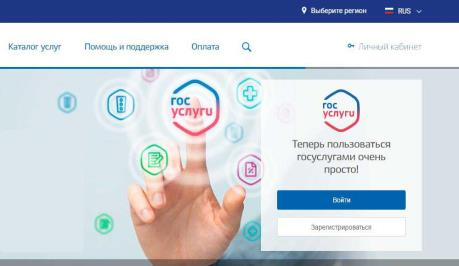 Выберите регион RUS
Каталог услуг Помощь и поддержка Оплата Личный кабинет
гос
услуги
гос
услуги
Теперь пользоваться
госуслугами очень
просто!
Войти
Зарегистрироваться